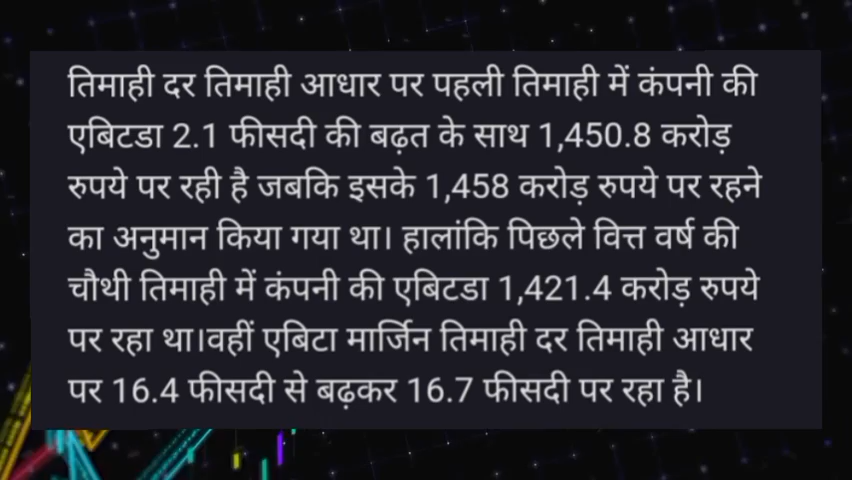 तिमाही दर तिमाही आधार पर पहली तिमाही में कंपनी की
एबिटडा 2.1 फीसदी की बढ़त के साथ 1,450.8 करोड़
रुपये पर रही है जबकि इसके 1,458 करोड़ रुपये पर रहने
का अनुमान किया गया था। हालांकि पिछले वित्त वर्ष की
चौथी तिमाही में कंपनी की एबिटडा 1,421.4 करोड़ रुपये
पर रहा था।वहीं एबिटा मार्जिन तिमाही दर तिमाही आधार
पर 16.4 फीसदी से बढ़कर 16.7 फीसदी पर रहा है।